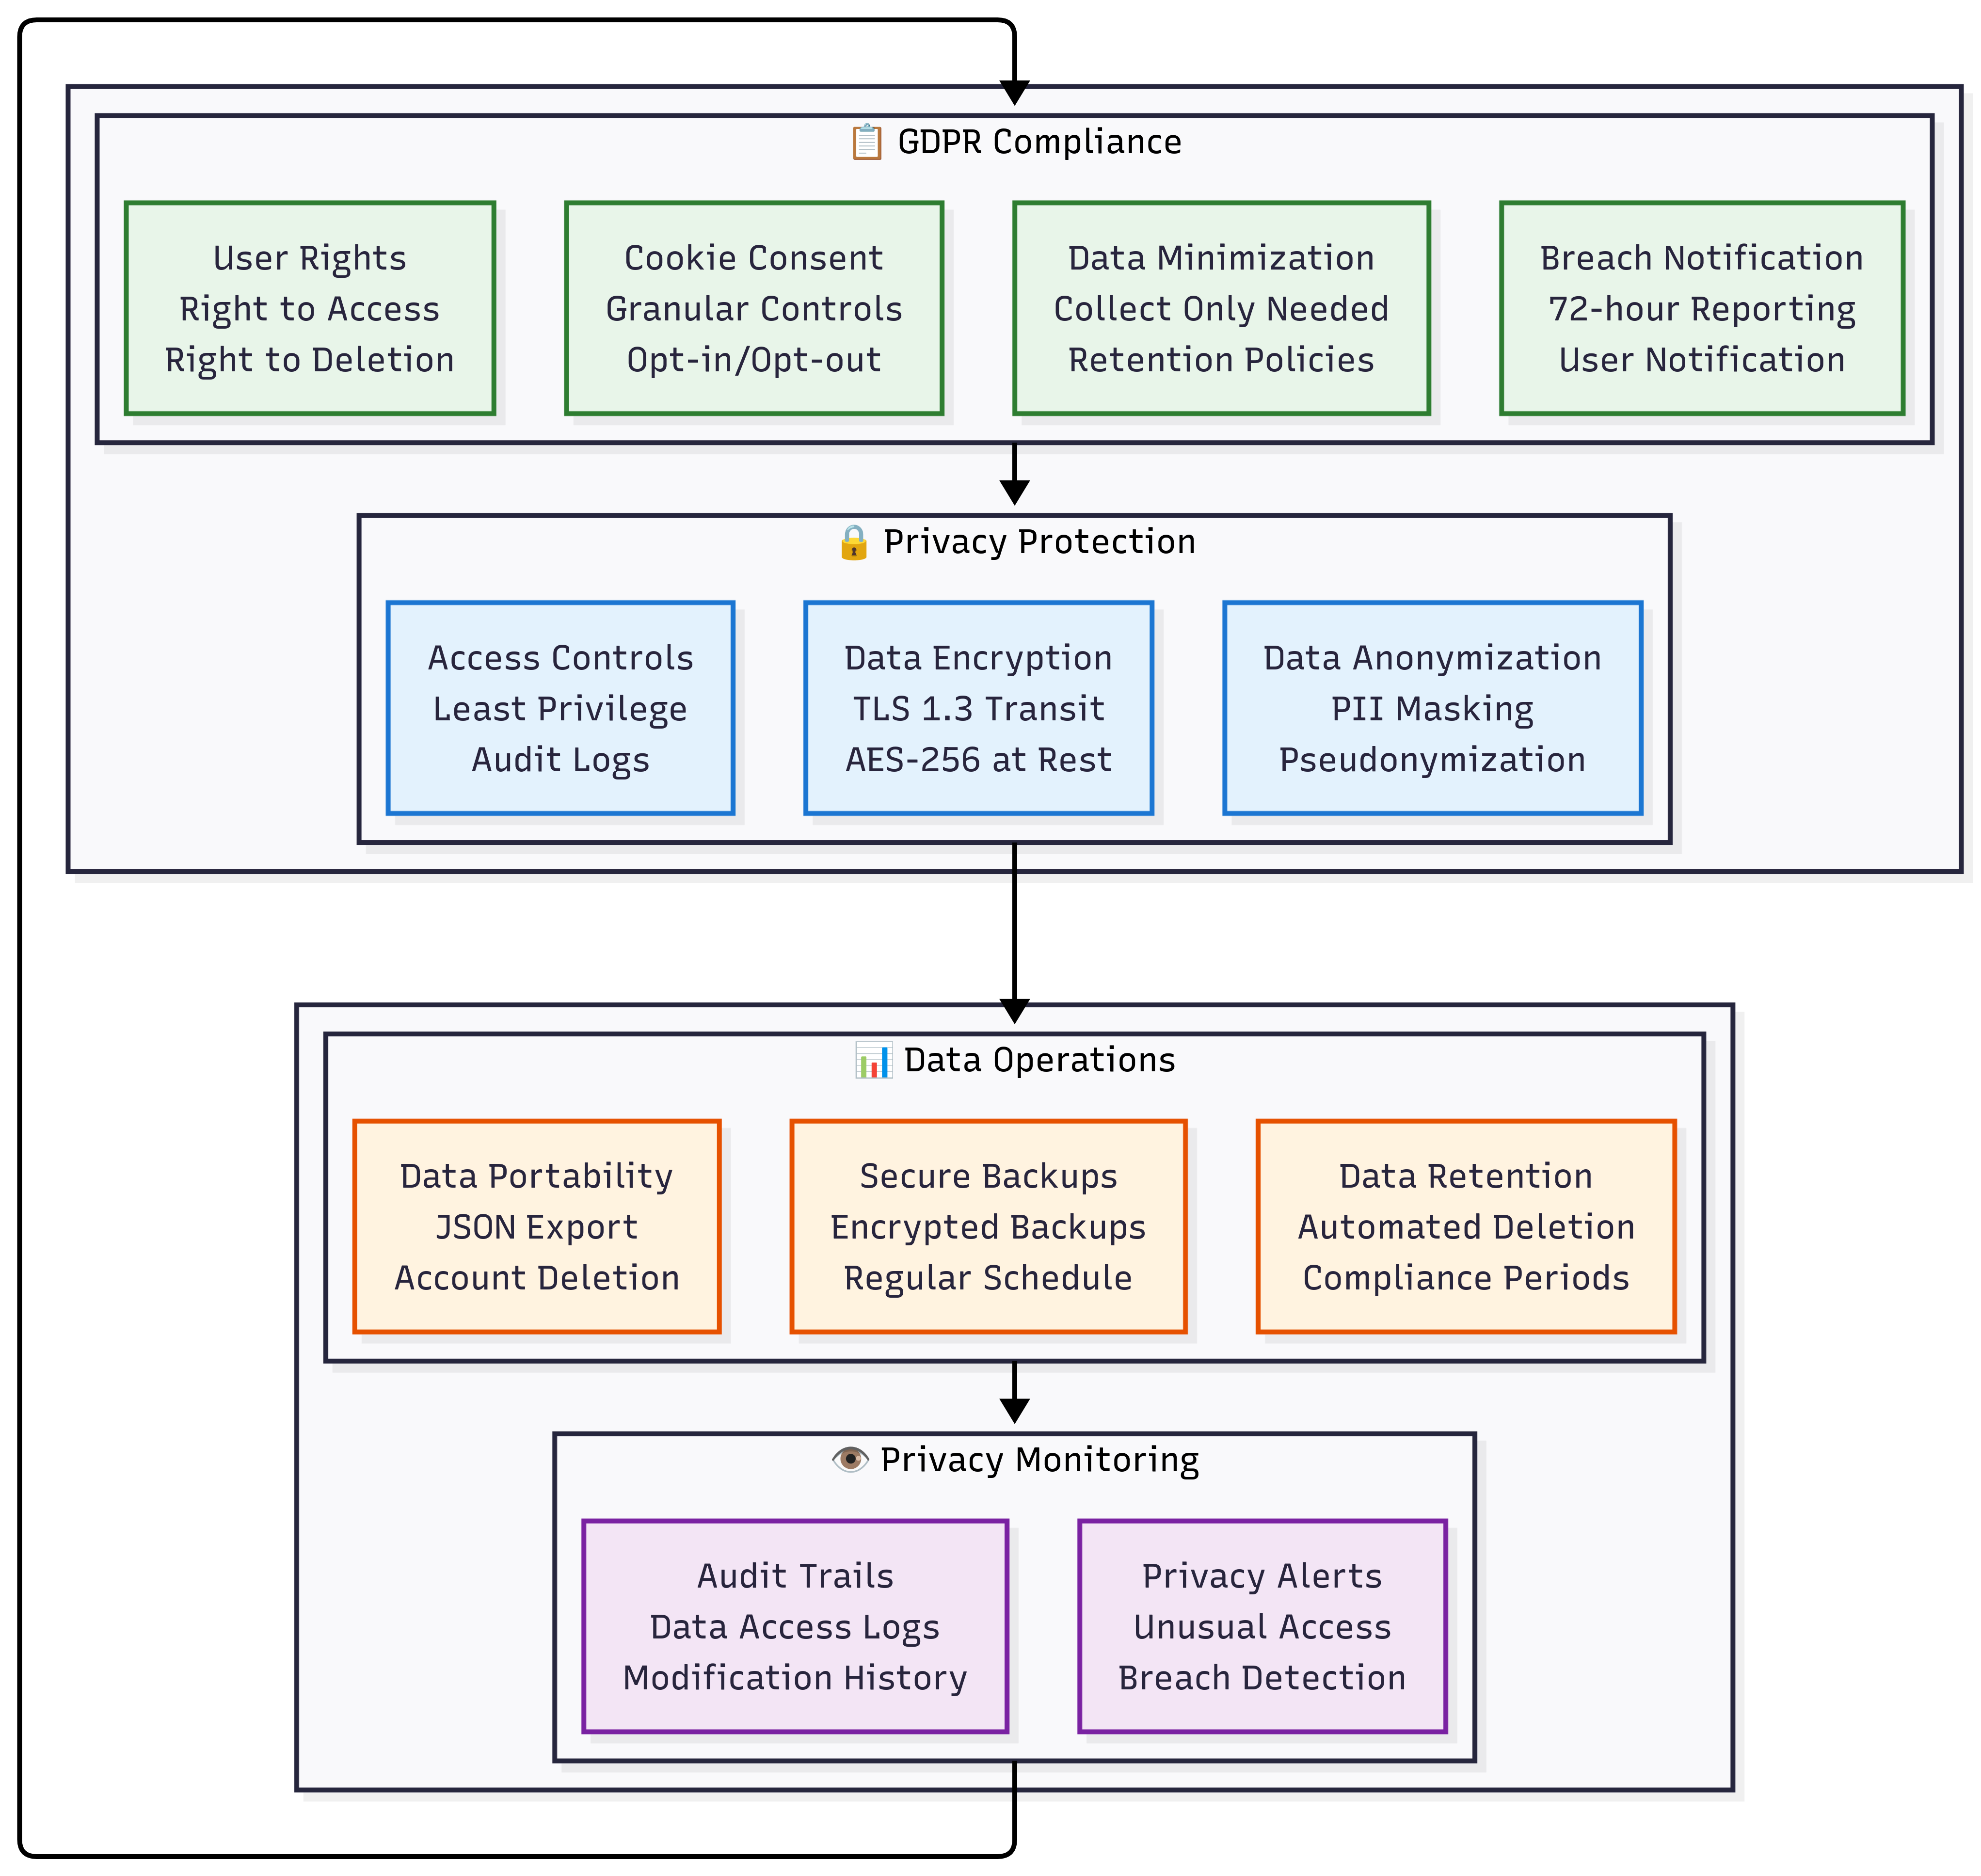 GDPR Compliance
User Rights
Right to Access
Right to Deletion
Cookie Consent
Granular Controls
Opt-in/Opt-out
Data Minimization
Collect Only Needed
Retention Policies
Breach Notification
72-hour Reporting
User Notification
Privacy Protection
Access Controls
Least Privilege
Audit Logs
Data Encryption
TLS 1.3 Transit
AES-256 at Rest
Data Anonymization
PII Masking
Pseudonymization
Data Operations
Data Portability
JSON Export
Account Deletion
Secure Backups
Encrypted Backups
Regular Schedule
Data Retention
Automated Deletion
Compliance Periods
Privacy Monitoring
Audit Trails
Data Access Logs
Modification History
Privacy Alerts
Unusual Access
Breach Detection